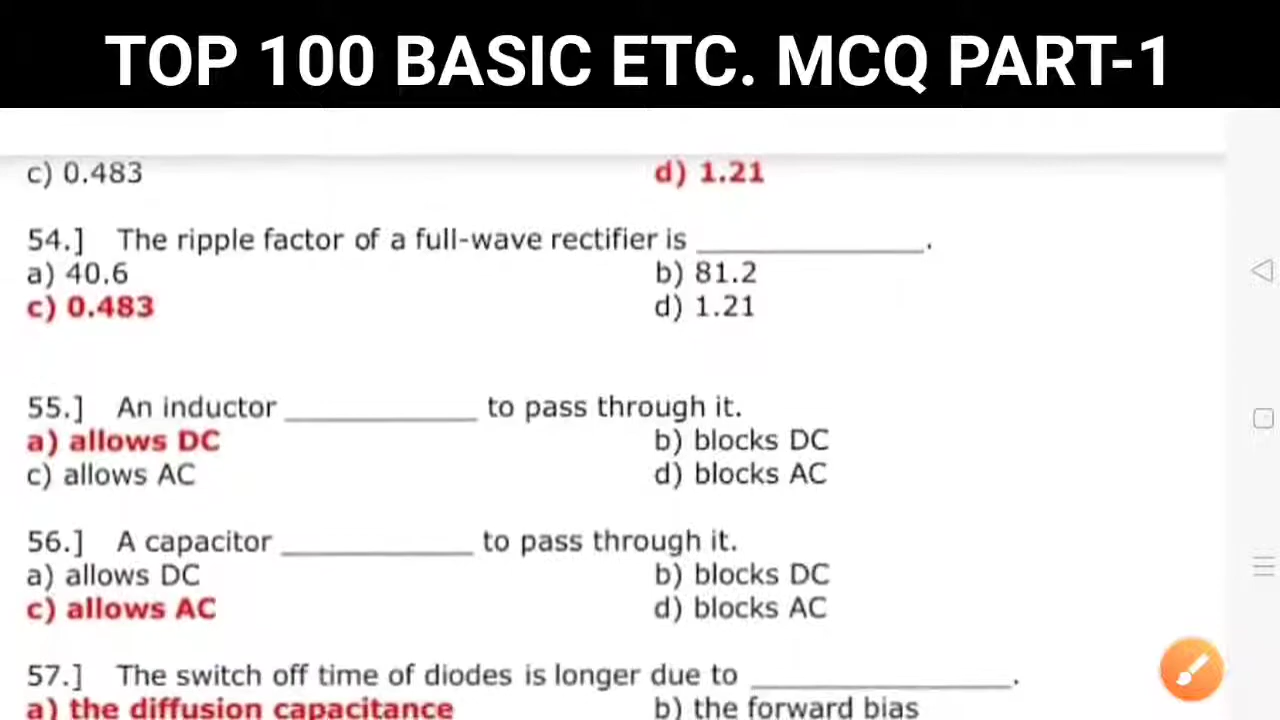 TOP 100 BASIC ETC. MCQ PART-1
c) 0.483 d) 1.21
54.] The ripple factor of a full-wave rectifier is ______________.
a) 40.6 b) 81.2
c) 0.483 d) 1.21
55.] An inductor ____________ to pass through it.
a) allows DC b) blocks DC
c) allows AC d) blocks AC
56.] A capacitor ____________ to pass through it.
a) allows DC b) blocks DC
c) allows AC d) blocks AC
57.] The switch off time of diodes is longer due to ________________.
a) the diffusion capacitance b) the forward bias